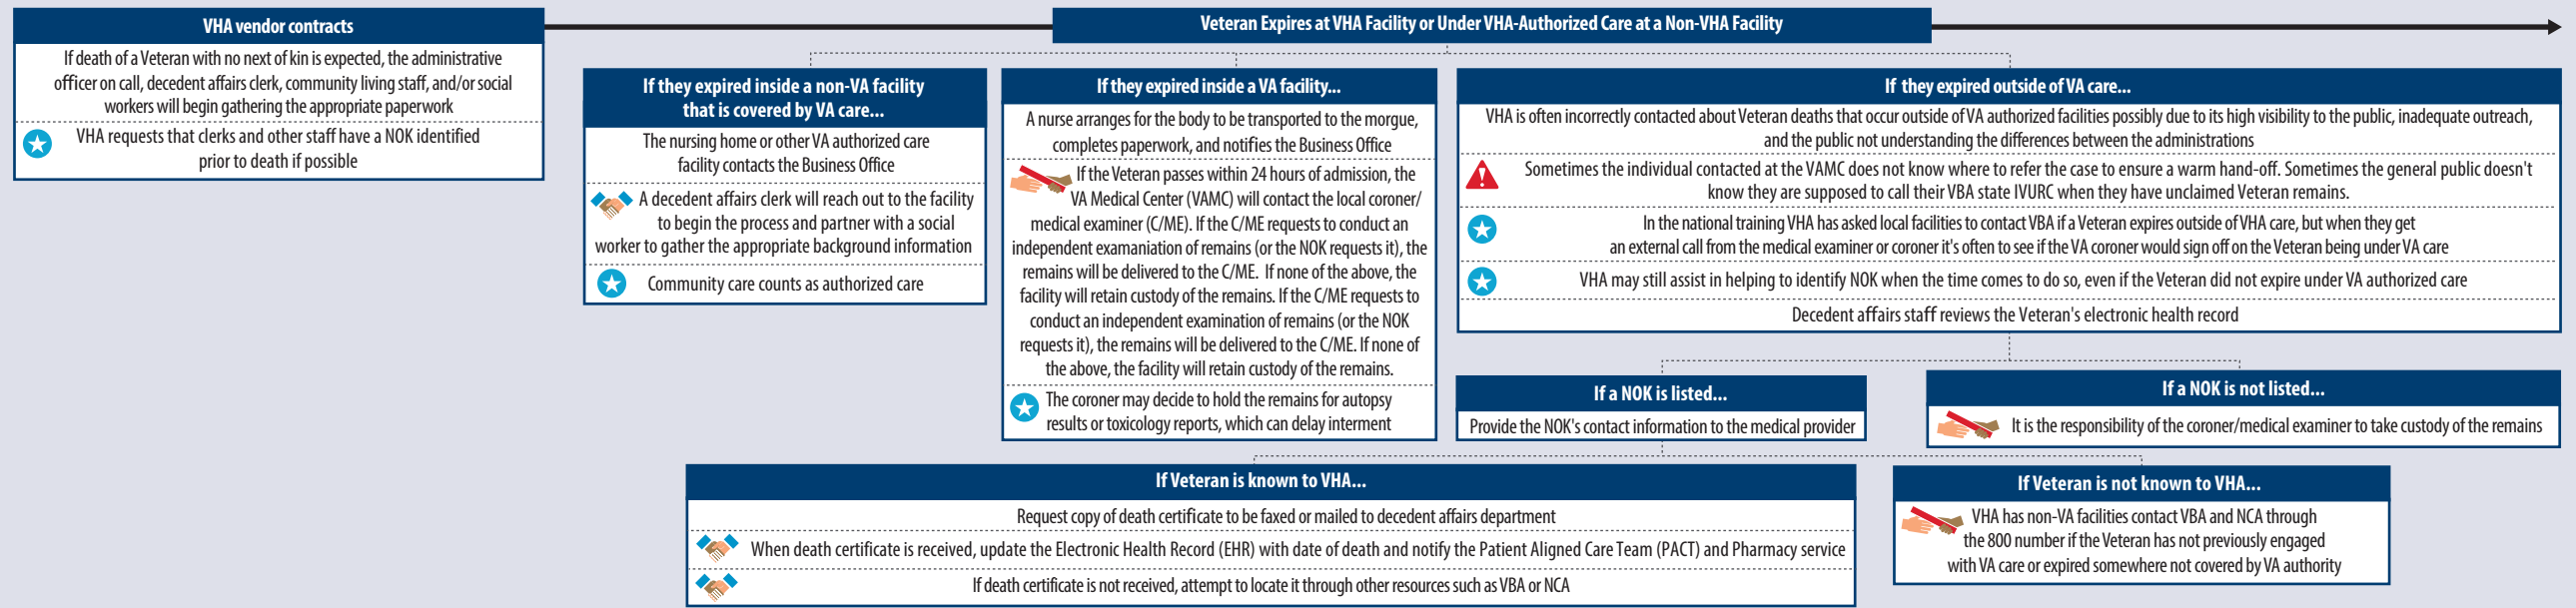 VHA vendor contracts
If death of a Veteran with no next of kin is expected, the administrative
officer on call, decedent affairs clerk, community living staff, and/or social
workers will begin gathering the appropriate paperwork
VHA requests that clerks and other staff have a NOK identified
prior to death if possible
Veteran Expires at VHA Facility or Under VHA-Authorized Care at a Non-VHA Facility
If they expired inside a non-VA facility
that is covered by VA care...
The nursing home or other VA authorized care
facility contacts the Business Office
A decedent affairs clerk will reach out to the facility
to begin the process and partner with a social
worker to gather the appropriate background information
Community care counts as authorized care
If they expired inside a VA facility...
A nurse arranges for the body to be transported to the morgue,
completes paperwork, and notifies the Business Office
If the Veteran passes within 24 hours of admission, the
VA Medical Center (VAMC) will contact the local coroner/
medical examiner (C/ME). If the C/ME requests to conduct an
independent examaniation of remains (or the NOK requests it), the
remains will be delivered to the C/ME. If none of the above, the
facility will retain custody of the remains. If the C/ME requests to
conduct an independent examination of remains (or the NOK
requests it), the remains will be delivered to the C/ME. If none of
the above, the facility will retain custody of the remains.
The coroner may decide to hold the remains for autopsy
results or toxicology reports, which can delay interment
If they expired outside of VA care...
VHA is often incorrectly contacted about Veteran deaths that occur outside of VA authorized facilities possibly due to its high visibility to the public, inadequate outreach,
and the public not understanding the differences between the administrations
Sometimes the individual contacted at the VAMC does not know where to refer the case to ensure a warm hand-off. Sometimes the general public doesn't
know they are supposed to call their VBA state IVURC when they have unclaimed Veteran remains.
In the national training VHA has asked local facilities to contact VBA if a Veteran expires outside of VHA care, but when they get
an external call from the medical examiner or coroner it's often to see if the VA coroner would sign off on the Veteran being under VA care
VHA may still assist in helping to identify NOK when the time comes to do so, even if the Veteran did not expire under VA authorized care
Decedent affairs staff reviews the Veteran's electronic health record
If a NOK is listed...
Provide the NOK's contact information to the medical provider
If a NOK is not listed...
It is the responsibility of the coroner/medical examiner to take custody of the remains
If Veteran is known to VHA...
Request copy of death certificate to be faxed or mailed to decedent affairs department
When death certificate is received, update the Electronic Health Record (EHR) with date of death and notify the Patient Aligned Care Team (PACT) and Pharmacy service
If death certificate is not received, attempt to locate it through other resources such as VBA or NCA
If Veteran is not known to VHA...
VHA has non-VA facilities contact VBA and NCA through
the 800 number if the Veteran has not previously engaged
with VA care or expired somewhere not covered by VA authority